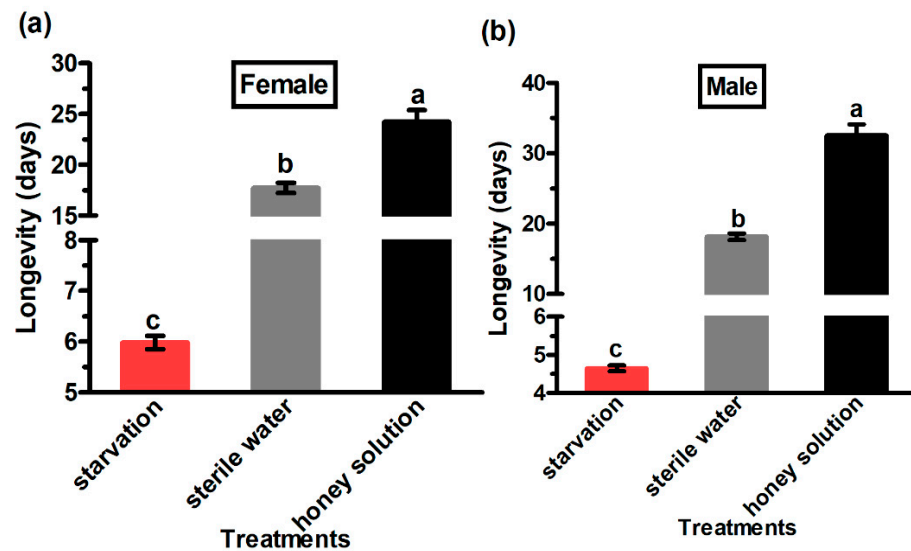 (a)
Female
Longevity (days)
30
25
20
15
8
7
6
5
a
b
c
starvation
sterile water
honey solution
Treatments
(b)
Male
Longevity (days)
40
30
20
10
6
5
4
a
b
c
starvation
sterile water
honey solution
Treatments